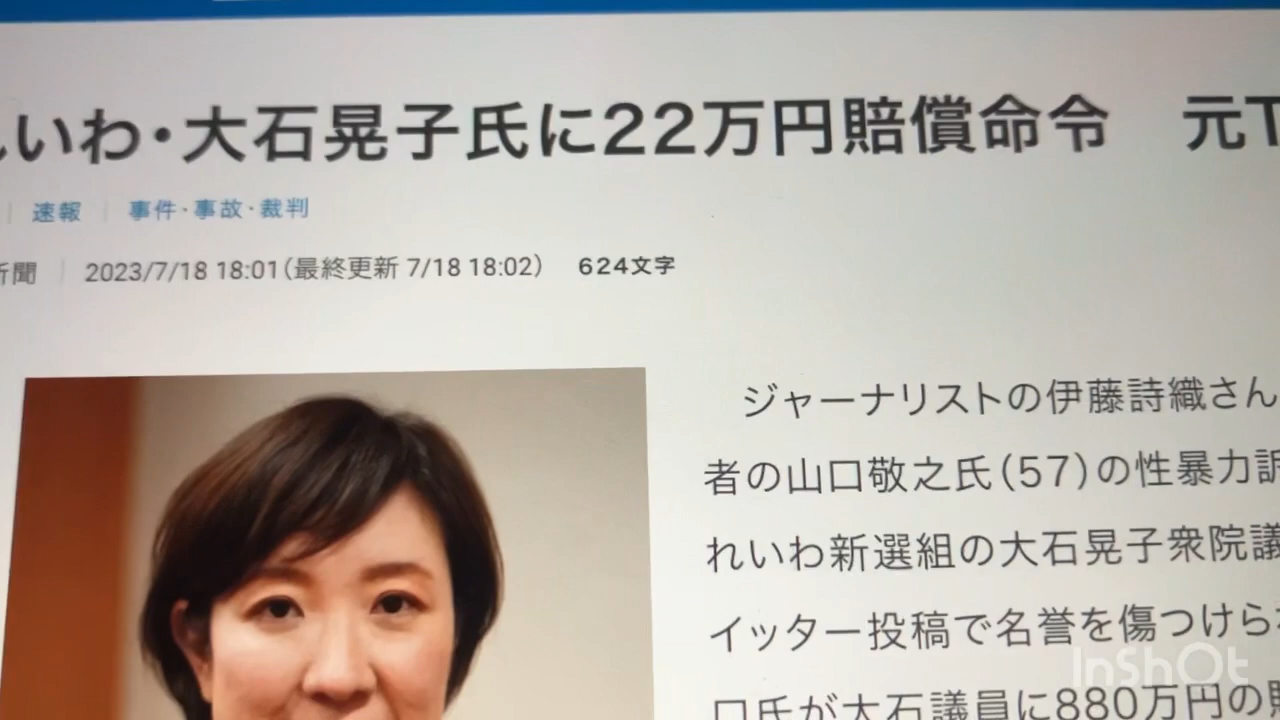 れいわ・大石晃子氏に22万円賠償命令　元T
速報　事件・事故・裁判
新聞　2023/7/18 18:01（最終更新 7/18 18:02）　624文字
ジャーナリストの伊藤詩織さん
者の山口敬之氏（57）の性暴力訴
れいわ新選組の大石晃子衆院議
イッター投稿で名誉を傷つけられ
口氏が大石議員に880万円の賠
InShOt